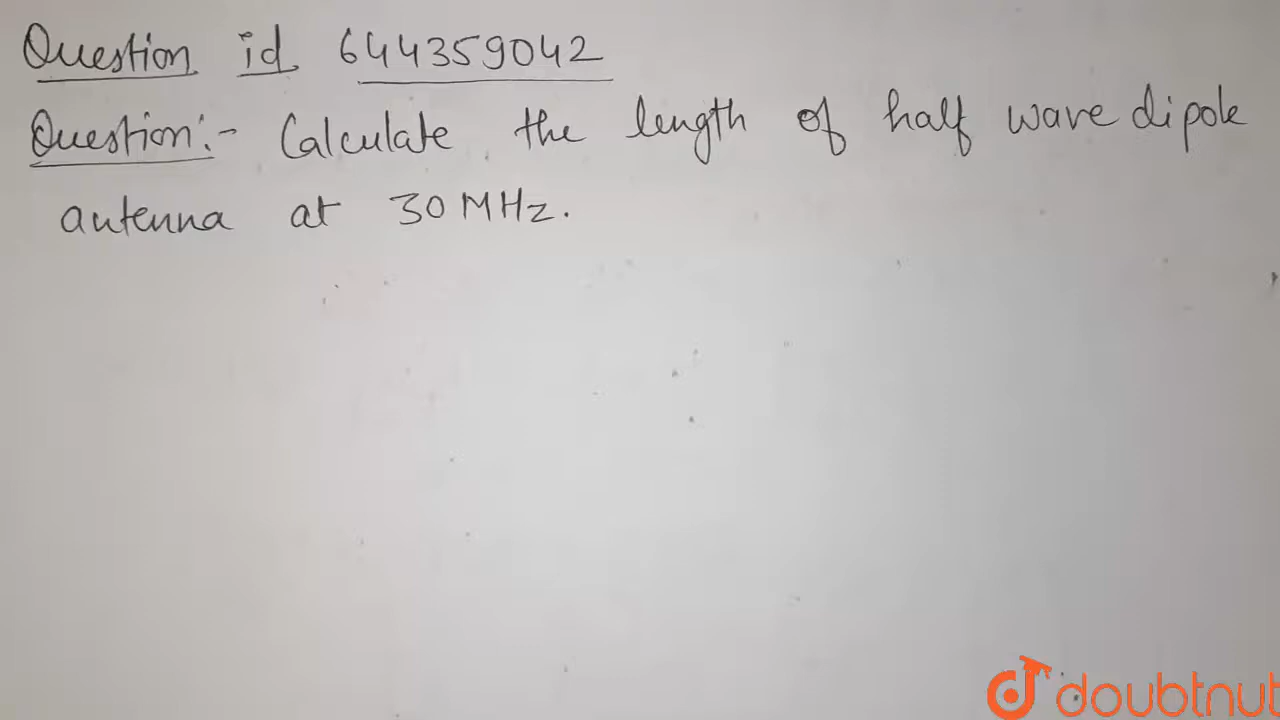 Question id 644359042
Question:- Calculate the length of half wave dipole
antenna at 30 MHz.
doubtnut